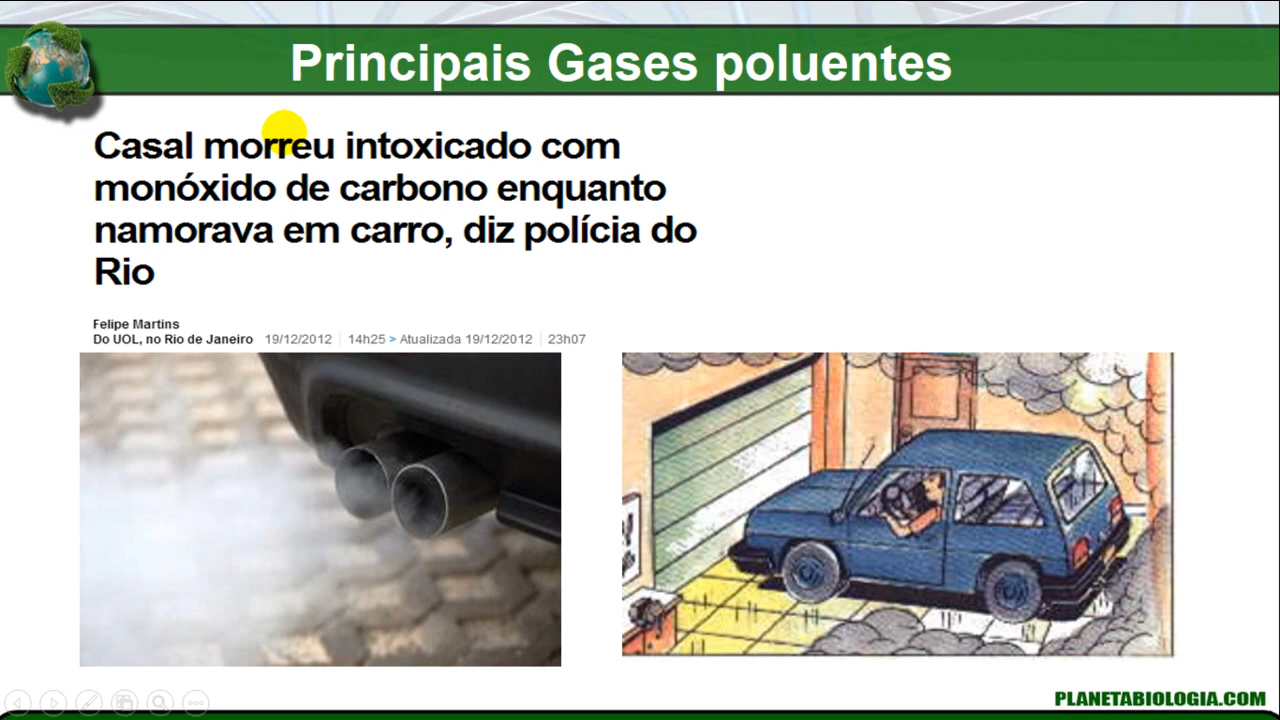 Principais Gases poluentes
Casal morreu intoxicado com
monóxido de carbono enquanto
namorava em carro, diz polícia do
Rio
Felipe Martins
Do UOL, no Rio de Janeiro 19/12/2012 | 14h25 > Atualizada 19/12/2012 | 23h07
PLANETABIOLOGIA.COM